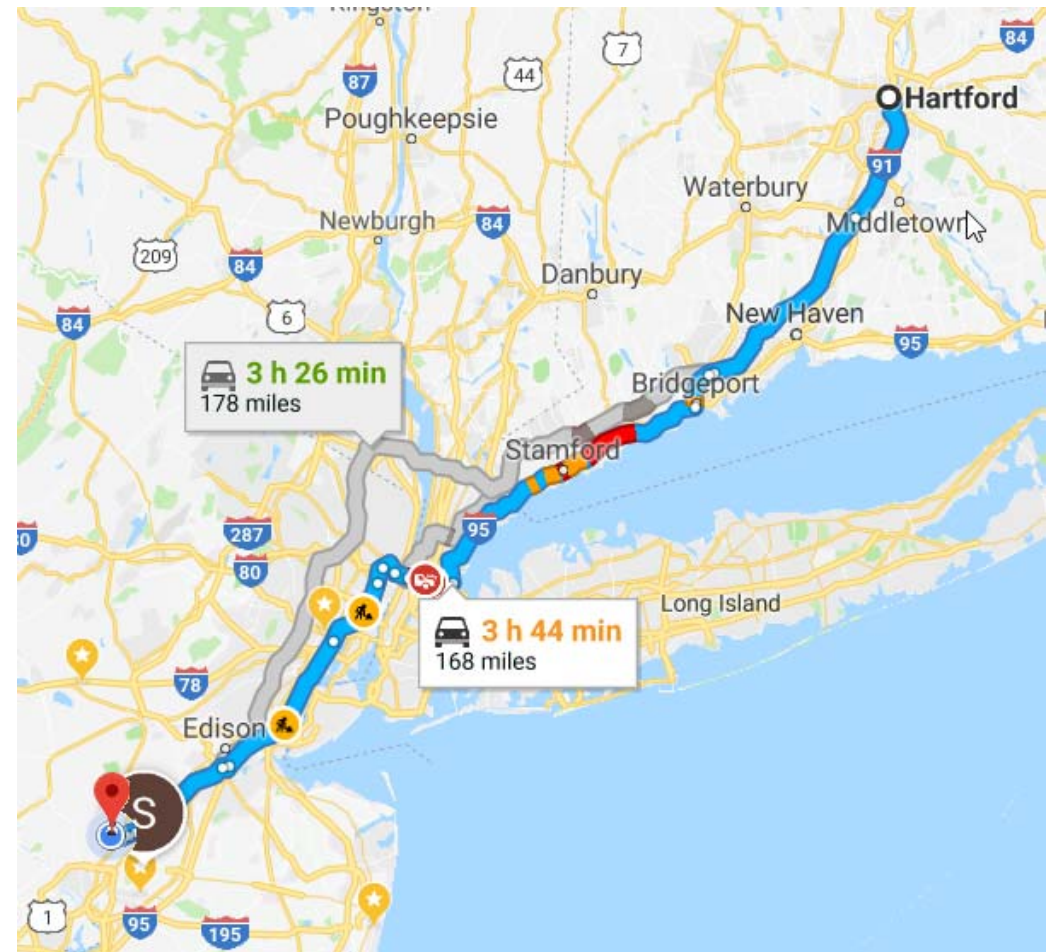 Kingston
84
7
87
44
Hartford
Poughkeepsie
91
Waterbury
Newburgh
84
Middletown
209
84
Danbury
6
New Haven
84
95
3 h 26 min
178 miles
Bridgeport
Stamford
95
287
80
Long Island
3 h 44 min
168 miles
78
Edison
S
1
95
195